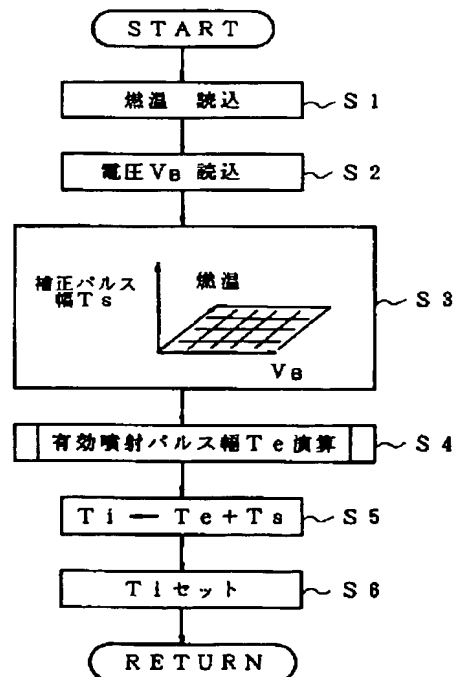 START
燃温 読込 S1
電圧VB 読込 S2
補正パルス
幅Ts
燃温
VB
S3
有効噴射パルス幅Te演算 S4
Ti ― Te+Ts S5
Tiセット S6
RETURN